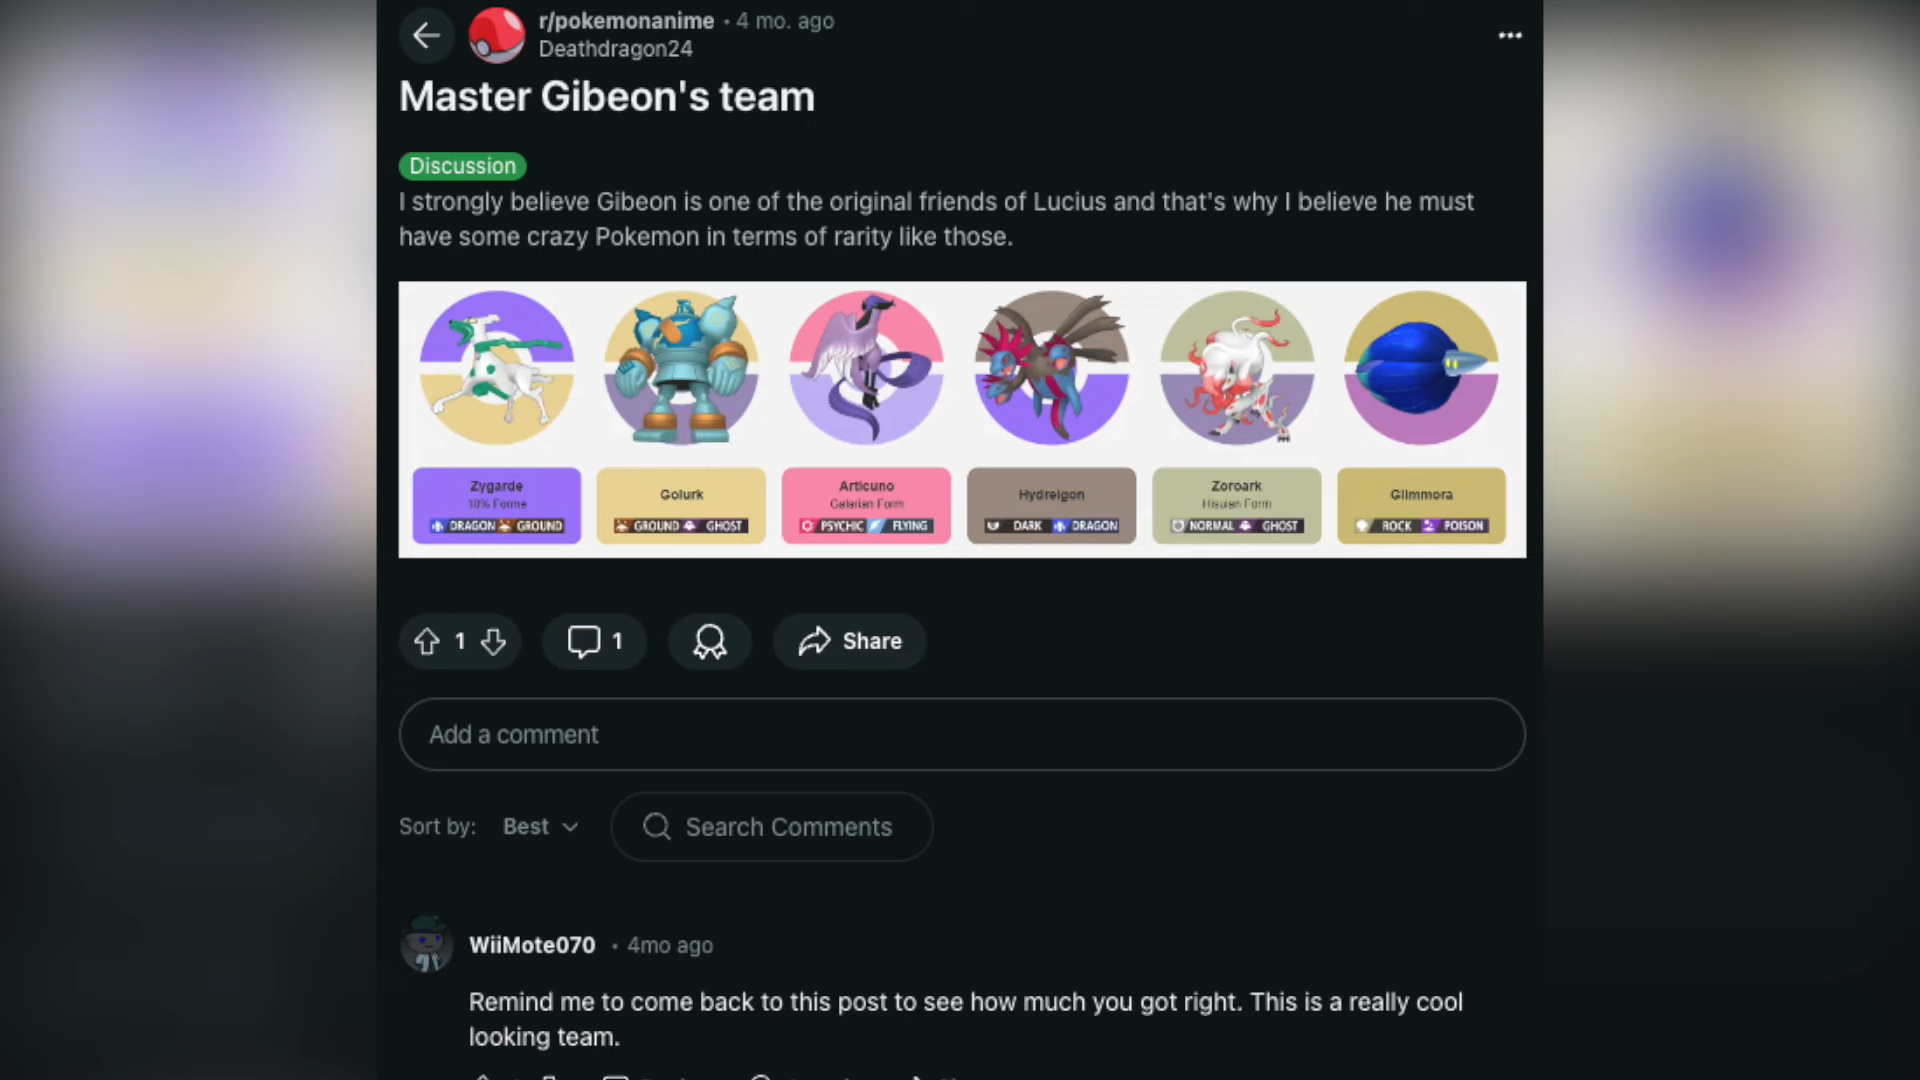 r/pokemonanime • 4 mo. ago
Deathdragon24
Master Gibeon's team
Discussion
I strongly believe Gibeon is one of the original friends of Lucius and that's why I believe he must
have some crazy Pokemon in terms of rarity like those.
Zygarde
10% Forme
DRAGON GROUND
Golurk
GROUND GHOST
Articuno
Galarian Form
PSYCHIC FLYING
Hydreigon
DARK DRAGON
Zoroark
Hisuian Form
NORMAL GHOST
Glimmora
ROCK POISON
1
1
Share
Add a comment
Sort by: Best
Search Comments
WiiMote070 • 4mo ago
Remind me to come back to this post to see how much you got right. This is a really cool
looking team.